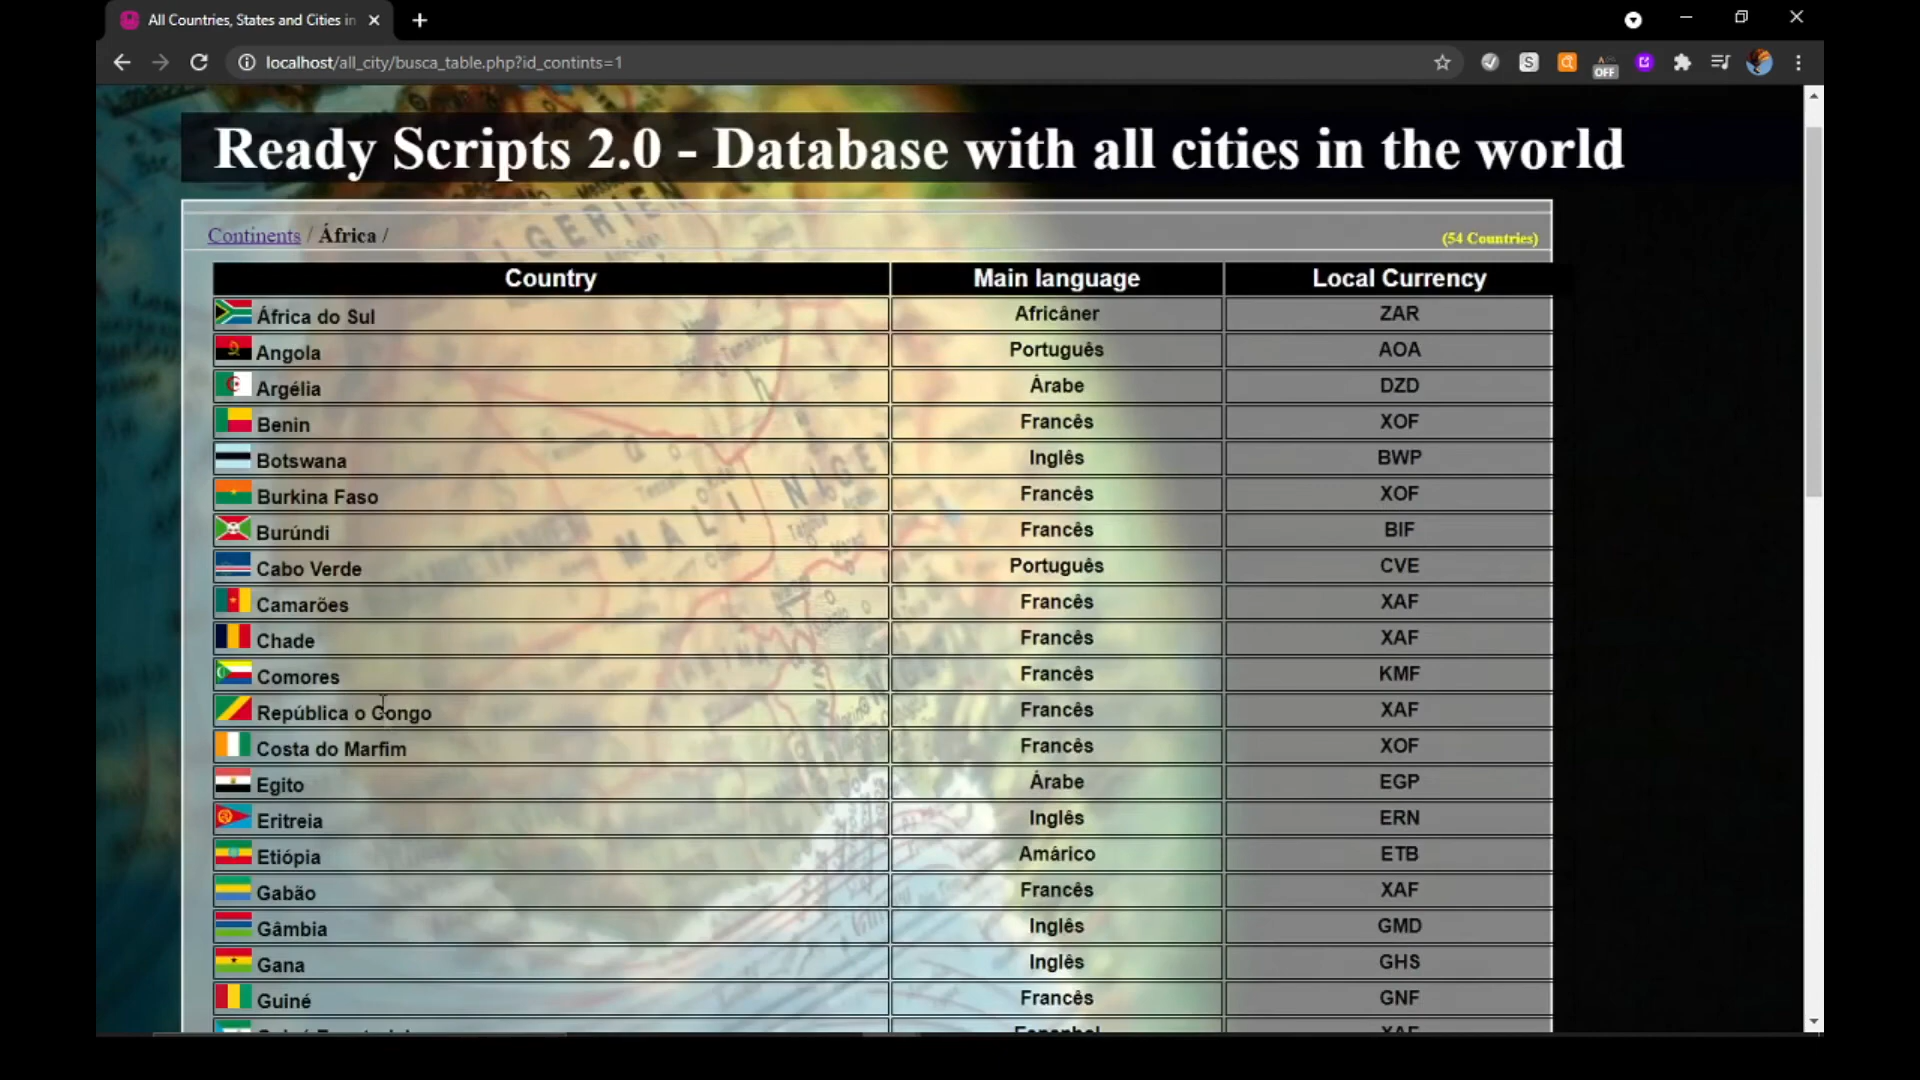 All Countries, States and Cities in
localhost/all_city/busca_table.php?id_contints=1
OFF
Ready Scripts 2.0 - Database with all cities in the world
Continents / África /
(54 Countries)
Country Main language Local Currency
África do Sul Africâner ZAR
Angola Português AOA
Argélia Árabe DZD
Benin Francês XOF
Botswana Inglês BWP
Burkina Faso Francês XOF
Burúndi Francês BIF
Cabo Verde Português CVE
Camarões Francês XAF
Chade Francês XAF
Comores Francês KMF
República o Congo Francês XAF
Costa do Marfim Francês XOF
Egito Árabe EGP
Eritreia Inglês ERN
Etiópia Amárico ETB
Gabão Francês XAF
Gâmbia Inglês GMD
Gana Inglês GHS
Guiné Francês GNF
ALGERIEN
MALI
NIGER